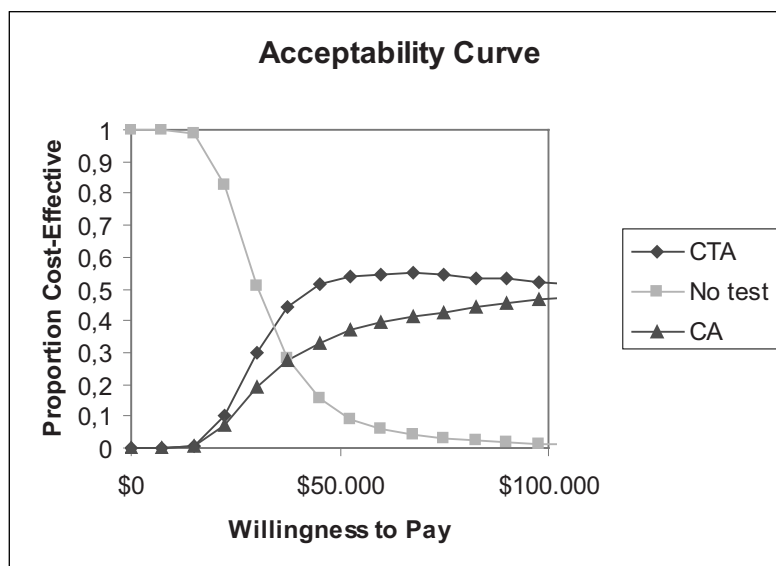 Acceptability Curve
Proportion Cost-Effective
1
0,9
0,8
0,7
0,6
0,5
0,4
0,3
0,2
0,1
0
$0
$50.000
$100.000
Willingness to Pay
CTA
No test
CA